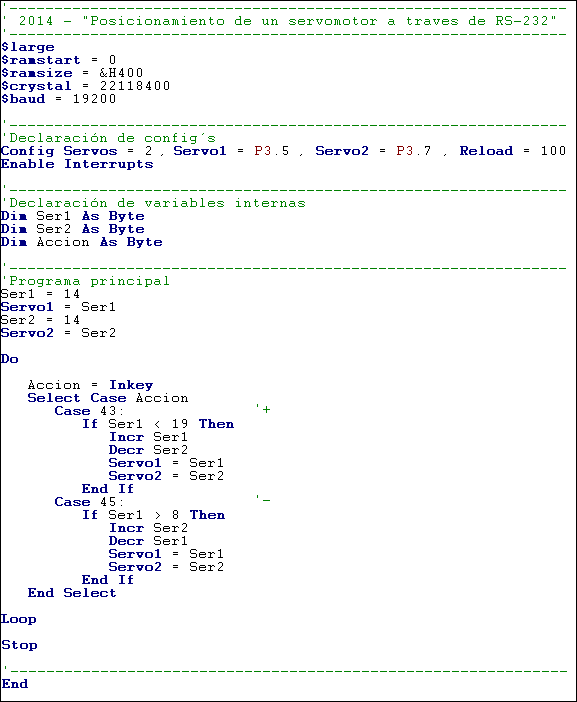 '--------------------------------------------------------------
' 2014 - "Posicionamiento de un servomotor a traves de RS-232"
'--------------------------------------------------------------
$large
$ramstart = 0
$ramsize = &H400
$crystal = 22118400
$baud = 19200
'--------------------------------------------------------------
'Declaración de config´s
Config Servos = 2 , Servo1 = P3.5 , Servo2 = P3.7 , Reload = 100
Enable Interrupts
'--------------------------------------------------------------
'Declaración de variables internas
Dim Ser1 As Byte
Dim Ser2 As Byte
Dim Accion As Byte
'--------------------------------------------------------------
'Programa principal
Ser1 = 14
Servo1 = Ser1
Ser2 = 14
Servo2 = Ser2
Do
Accion = Inkey
Select Case Accion
Case 43: '+
If Ser1 < 19 Then
Incr Ser1
Decr Ser2
Servo1 = Ser1
Servo2 = Ser2
End If
Case 45: '-
If Ser1 > 8 Then
Incr Ser2
Decr Ser1
Servo1 = Ser1
Servo2 = Ser2
End If
End Select
Loop
Stop
'--------------------------------------------------------------
End